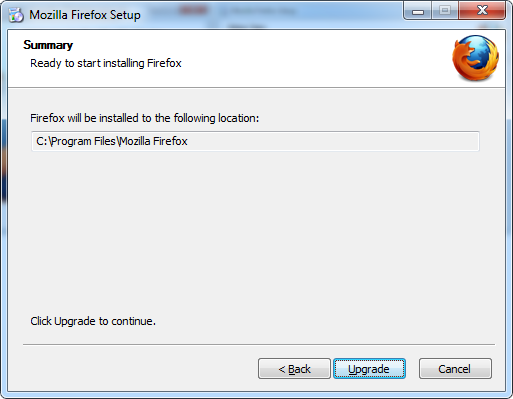 Mozilla Firefox Setup
Summary
Ready to start installing Firefox
Firefox will be installed to the following location:
C:\Program Files\Mozilla Firefox
Click Upgrade to continue.
< Back
Upgrade
Cancel